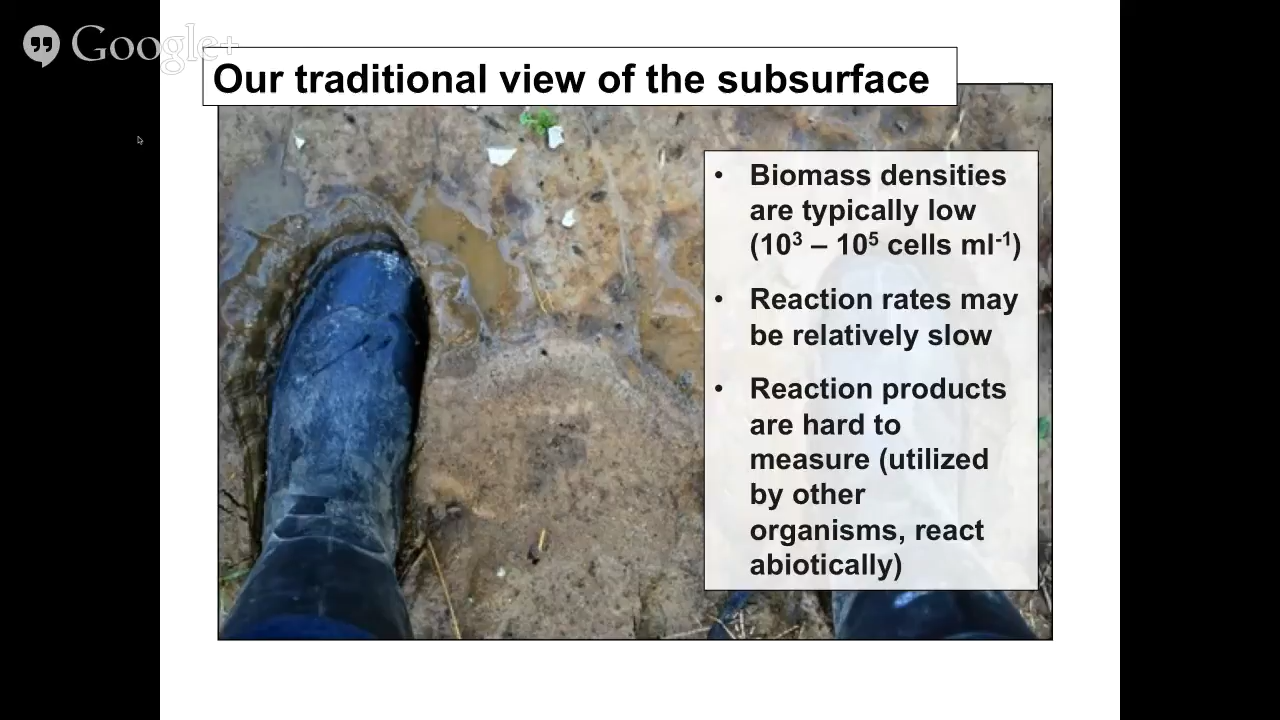 Google+
Our traditional view of the subsurface
• Biomass densities
are typically low
(10³ – 10⁵ cells ml⁻¹)
• Reaction rates may
be relatively slow
• Reaction products
are hard to
measure (utilized
by other
organisms, react
abiotically)